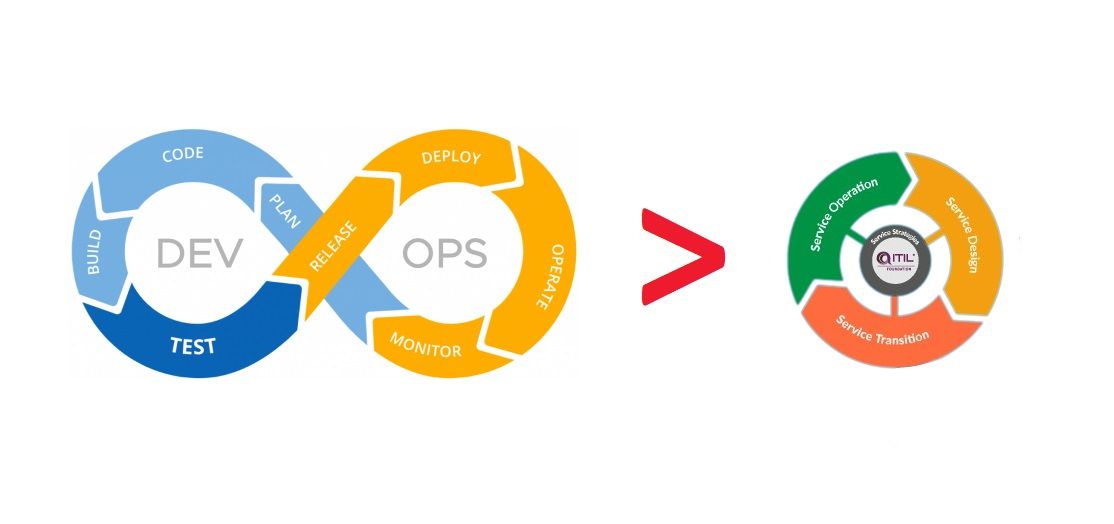 CODE
BUILD
PLAN
DEV
TEST
RELEASE
DEPLOY
OPS
OPERATE
MONITOR
>
Service Operation
Service Design
Service Strategies
ITIL®
FOUNDATION
Service Transition